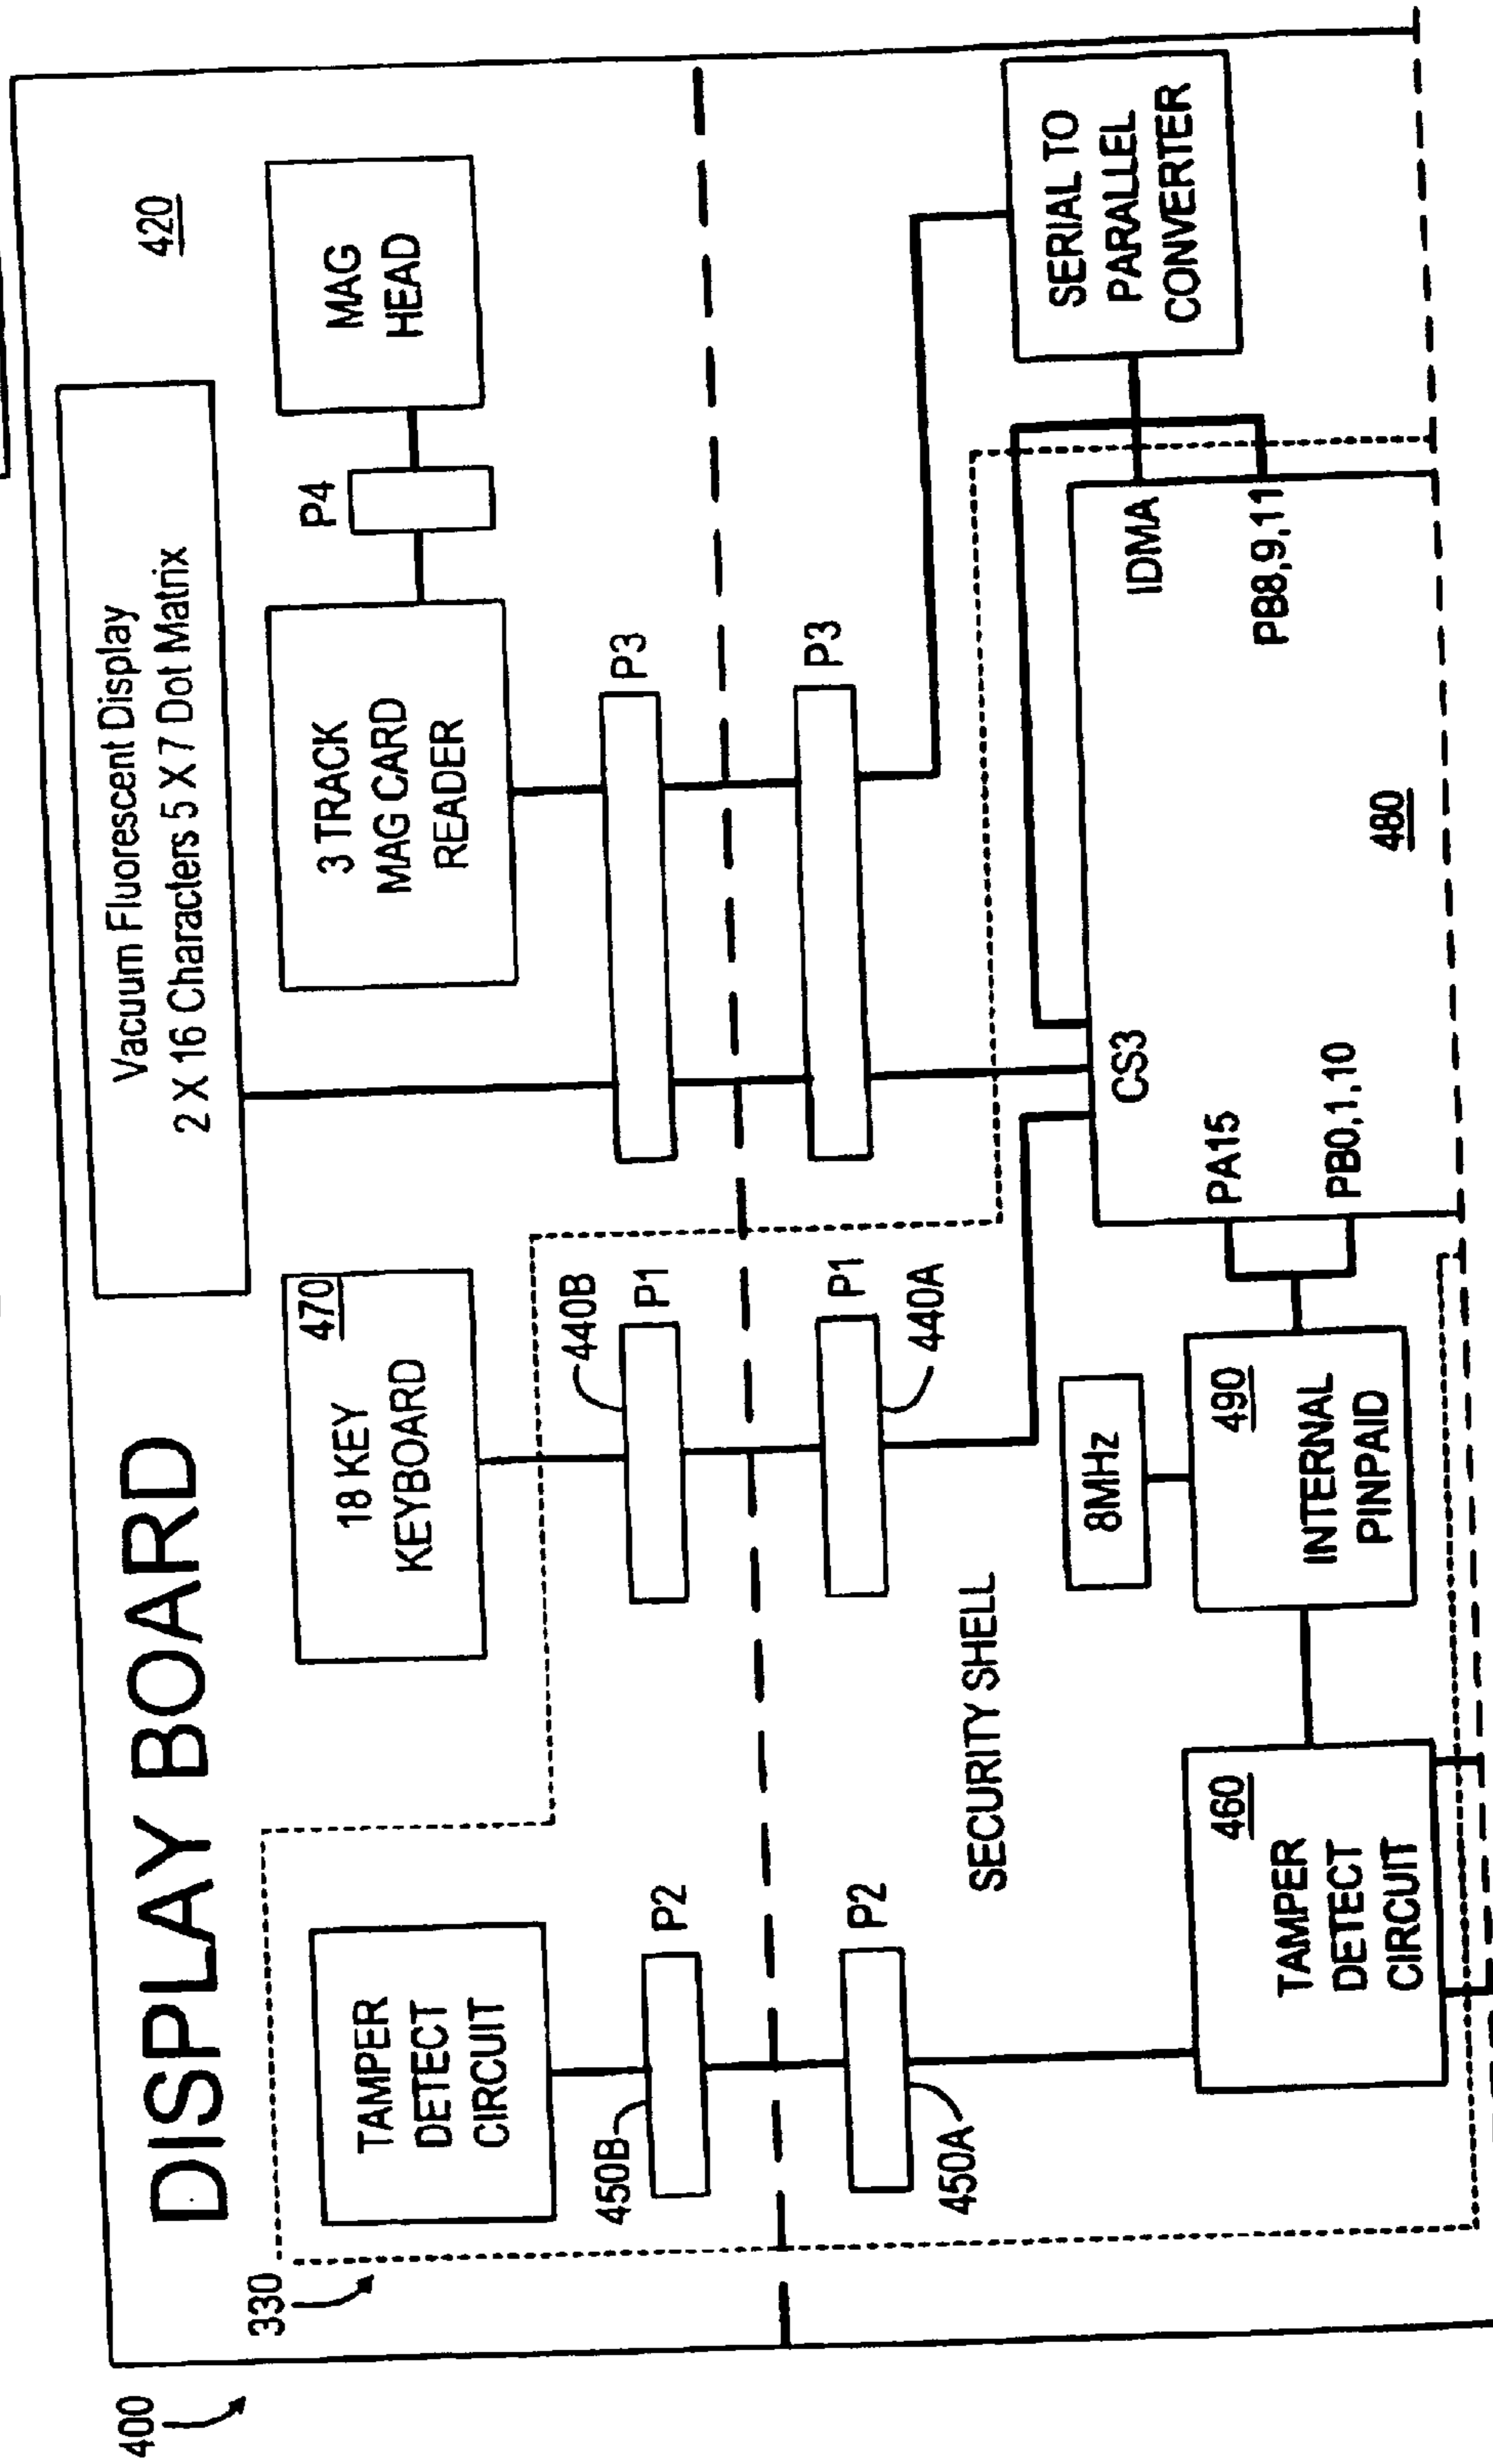 400
DISPLAY BOARD
420
Vacuum Fluorescent Display
2 X 16 Characters 5 X 7 Dot Matrix
330
TAMPER
DETECT
CIRCUIT
18 KEY
KEYBOARD
470
3 TRACK
MAG CARD
READER
P4
MAG
HEAD
450B
P2
440B
P1
P3
450A
P2
440A
P1
P3
SECURITY SHELL
SERIAL TO
PARALLEL
CONVERTER
8MHz
CS3
IDMA
PA15
PB8,9,11
PB0,1,10
460
TAMPER
DETECT
CIRCUIT
490
INTERNAL
PINPAID
480